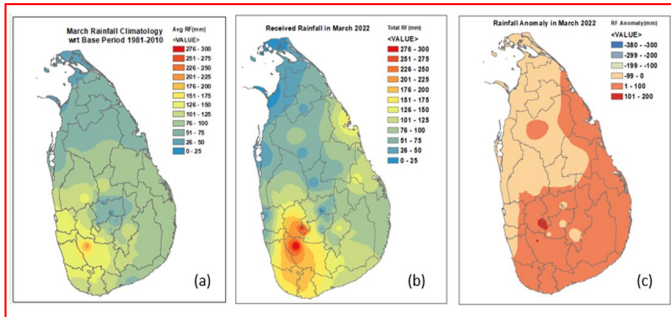 March Rainfall Climatology
wrt Base Period 1981-2010
Avg RF(mm)
<VALUE>
276 - 300
251 - 275
226 - 250
201 - 225
176 - 200
151 - 175
126 - 150
101 - 125
76 - 100
51 - 75
26 - 50
0 - 25
(a)
Received Rainfall in March 2022
Total RF(mm)
<VALUE>
276 - 300
251 - 275
226 - 250
201 - 225
176 - 200
151 - 175
126 - 150
101 - 125
76 - 100
51 - 75
26 - 50
0 - 25
(b)
Rainfall Anomaly in March 2022
RF Anomaly(mm)
<VALUE>
-380 - -300
-299 - -200
-199 - -100
-99 - 0
1 - 100
101 - 200
(c)